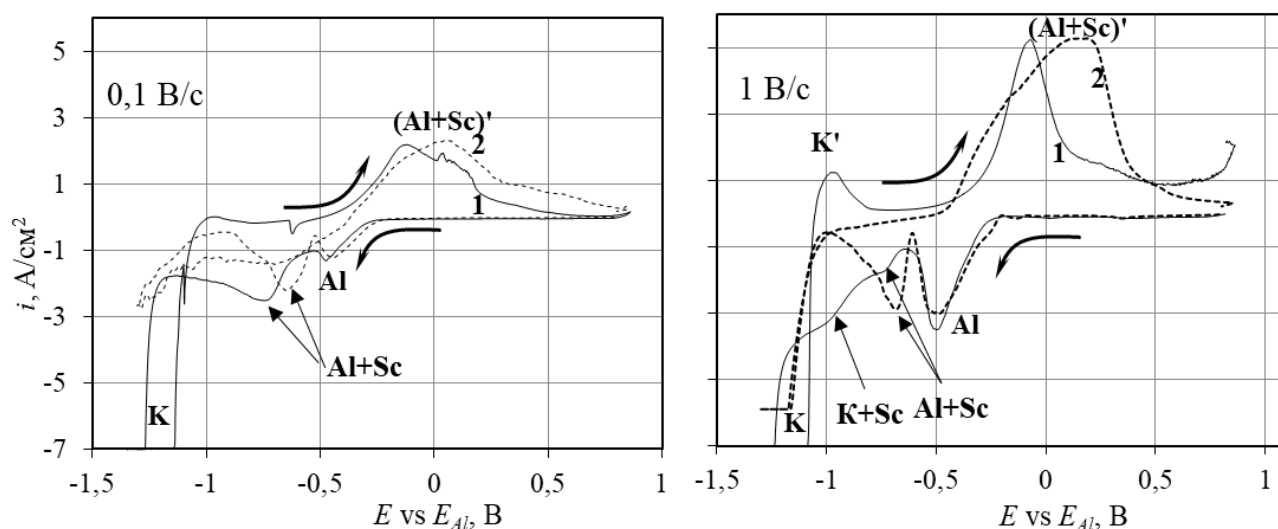 i, А/см²
5
3
1
-1
-3
-5
-7
0,1 В/с
(Al+Sc)'
2
1
Al
Al+Sc
K
-1,5
-1
-0,5
0
0,5
1
E vs E_Al, В
1 В/с
(Al+Sc)'
2
K'
1
Al
K
К+Sc
Al+Sc
-1,5
-1
-0,5
0
0,5
1
E vs E_Al, В